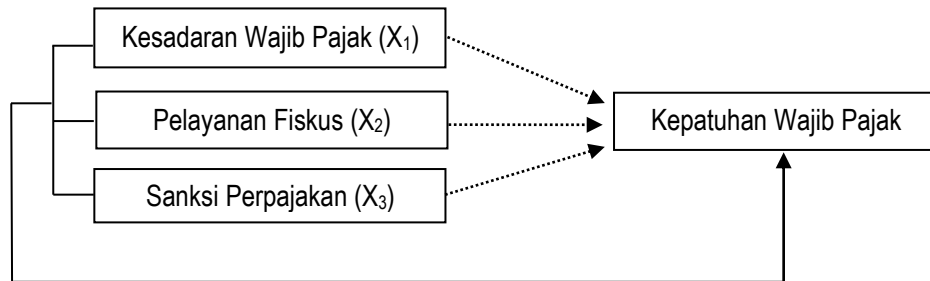 Kesadaran Wajib Pajak (X₁)
Pelayanan Fiskus (X₂)
Kepatuhan Wajib Pajak
Sanksi Perpajakan (X₃)